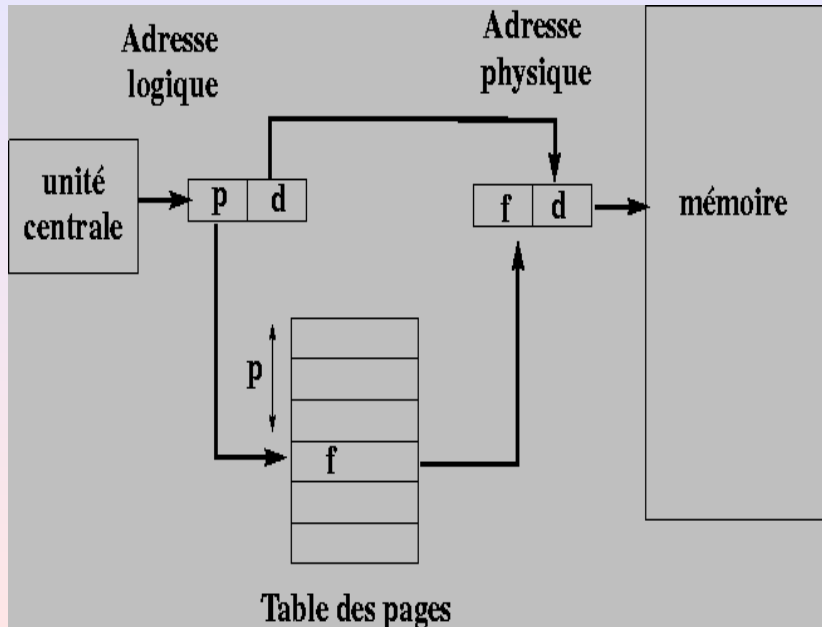 Adresse
logique
Adresse
physique
unité
centrale
p
d
f
d
mémoire
p
f
Table des pages